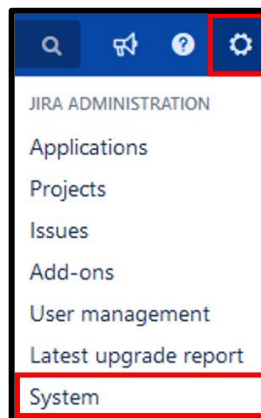 JIRA ADMINISTRATION
Applications
Projects
Issues
Add-ons
User management
Latest upgrade report
System